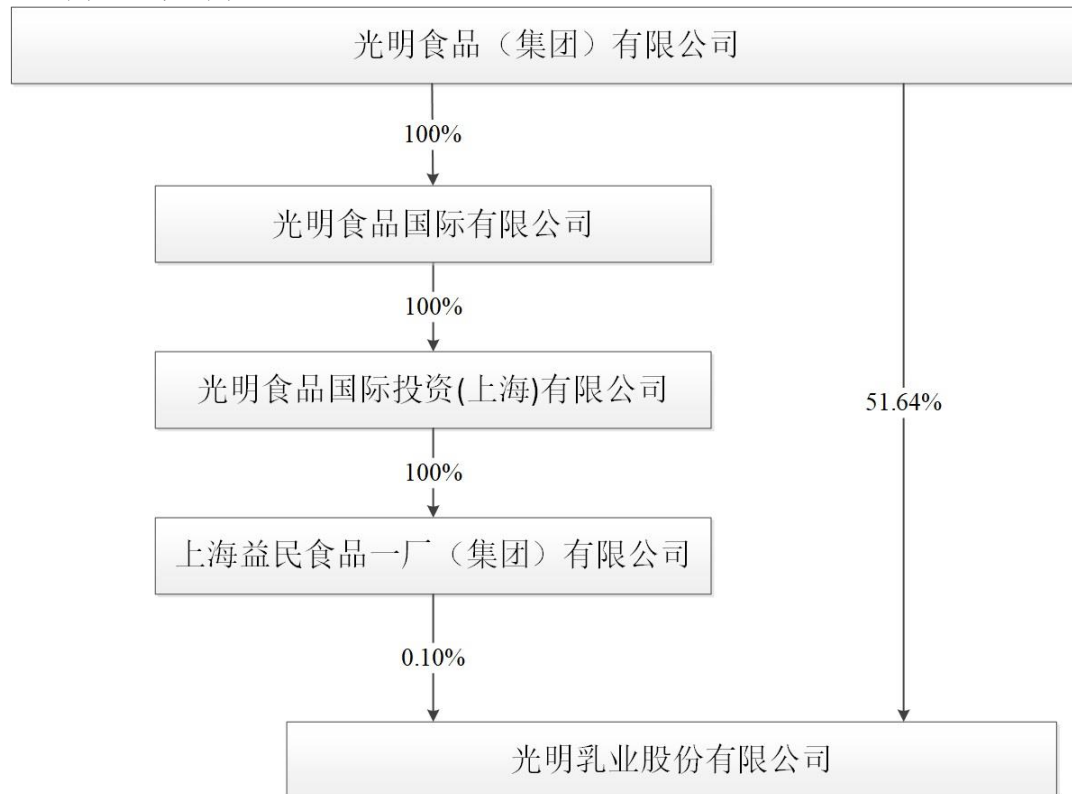 光明食品（集团）有限公司
100%
光明食品国际有限公司
100%
光明食品国际投资(上海)有限公司
51.64%
100%
上海益民食品一厂（集团）有限公司
0.10%
光明乳业股份有限公司